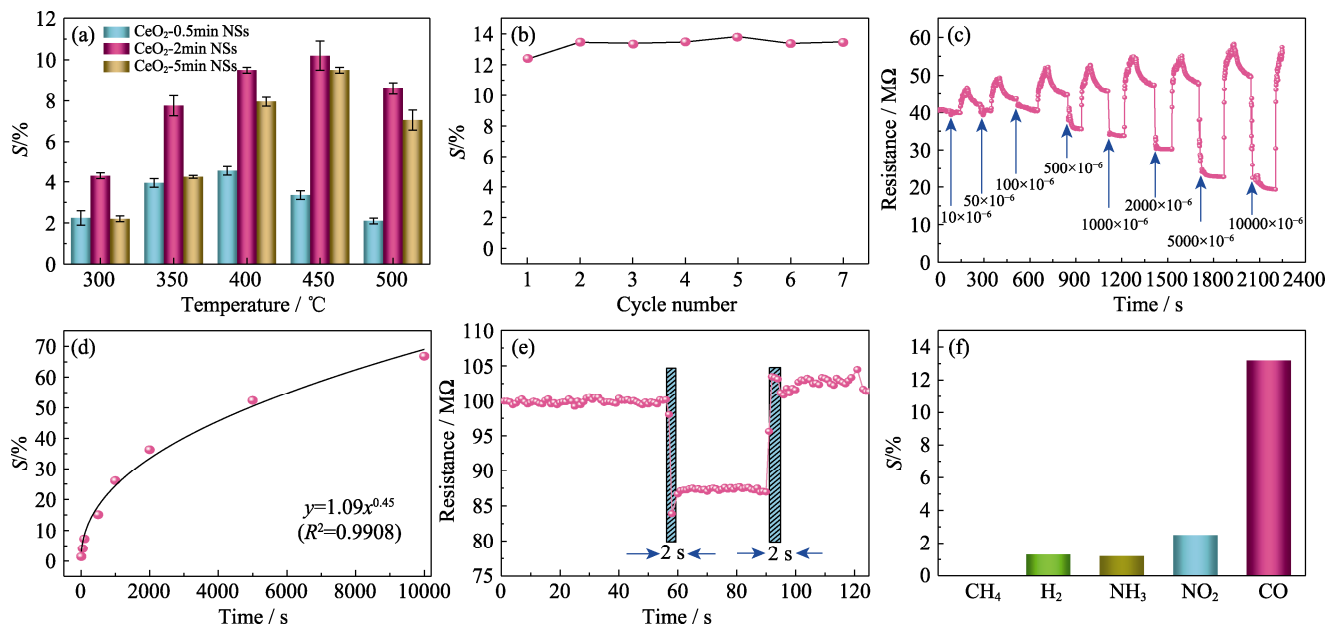 (a)
CeO2-0.5min NSs
CeO2-2min NSs
CeO2-5min NSs
S/%
12
10
8
6
4
2
0
300 350 400 450 500
Temperature / ℃
(b)
S/%
14
12
10
8
6
4
2
0
1 2 3 4 5 6 7
Cycle number
(c)
Resistance / MΩ
60
50
40
30
20
10
0
10×10⁻⁶
50×10⁻⁶
100×10⁻⁶
500×10⁻⁶
1000×10⁻⁶
2000×10⁻⁶
5000×10⁻⁶
10000×10⁻⁶
0 300 600 900 1200 1500 1800 2100 2400
Time / s
(d)
S/%
70
60
50
40
30
20
10
0
y=1.09x^0.45
(R²=0.9908)
0 2000 4000 6000 8000 10000
Time / s
(e)
Resistance / MΩ
110
105
100
95
90
85
80
75
2 s 2 s
0 20 40 60 80 100 120
Time / s
(f)
S/%
14
12
10
8
6
4
2
0
CH₄ H₂ NH₃ NO₂ CO